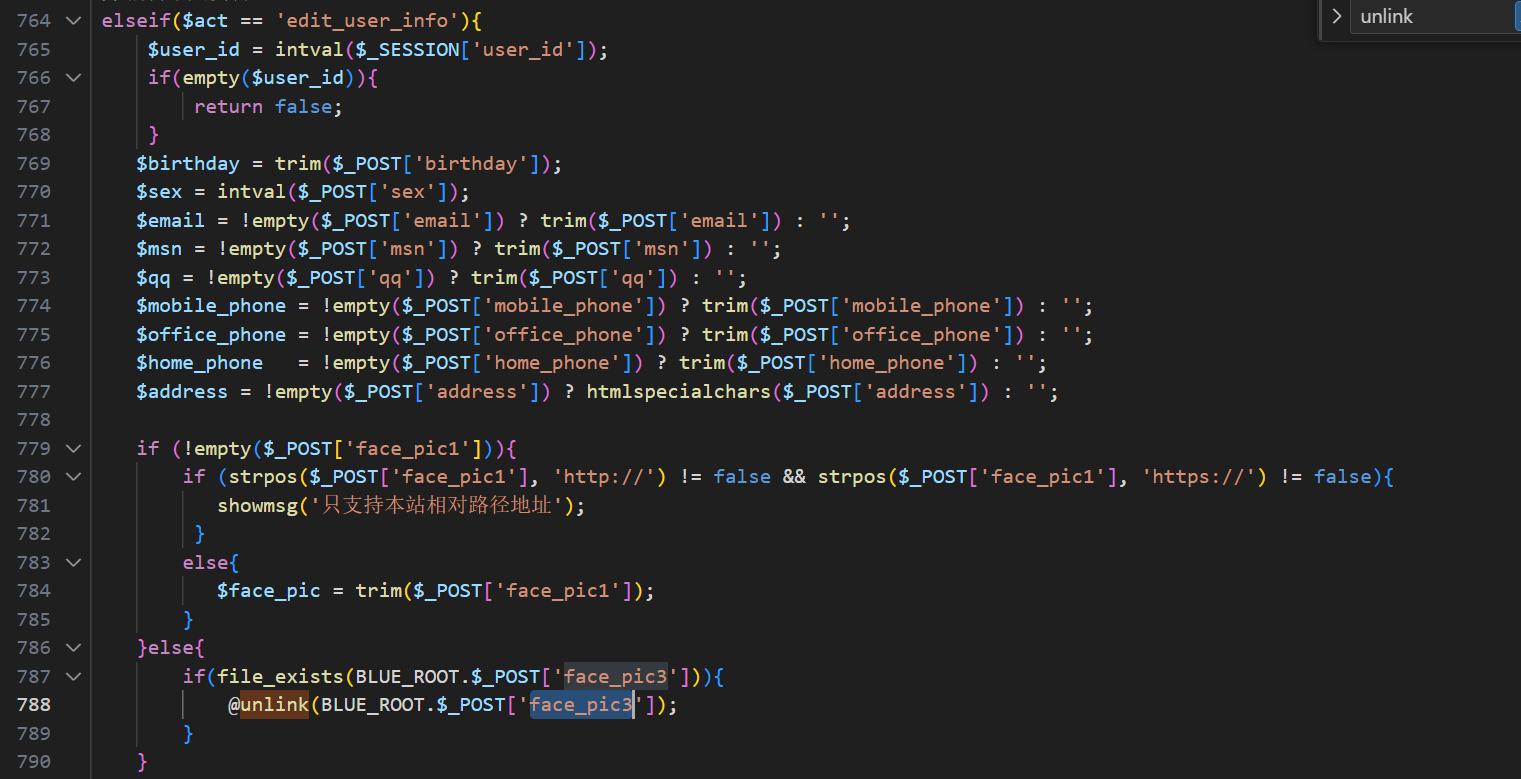 unlink
764 elseif($act == 'edit_user_info'){
765 $user_id = intval($_SESSION['user_id']);
766 if(empty($user_id)){
767 return false;
768 }
769 $birthday = trim($_POST['birthday']);
770 $sex = intval($_POST['sex']);
771 $email = !empty($_POST['email']) ? trim($_POST['email']) : '';
772 $msn = !empty($_POST['msn']) ? trim($_POST['msn']) : '';
773 $qq = !empty($_POST['qq']) ? trim($_POST['qq']) : '';
774 $mobile_phone = !empty($_POST['mobile_phone']) ? trim($_POST['mobile_phone']) : '';
775 $office_phone = !empty($_POST['office_phone']) ? trim($_POST['office_phone']) : '';
776 $home_phone   = !empty($_POST['home_phone']) ? trim($_POST['home_phone']) : '';
777 $address = !empty($_POST['address']) ? htmlspecialchars($_POST['address']) : '';
778
779 if (!empty($_POST['face_pic1'])){
780 if (strpos($_POST['face_pic1'], 'http://') != false && strpos($_POST['face_pic1'], 'https://') != false){
781 showmsg('只支持本站相对路径地址');
782 }
783 else{
784 $face_pic = trim($_POST['face_pic1']);
785 }
786 }else{
787 if(file_exists(BLUE_ROOT.$_POST['face_pic3'])){
788 @unlink(BLUE_ROOT.$_POST['face_pic3']);
789 }
790 }